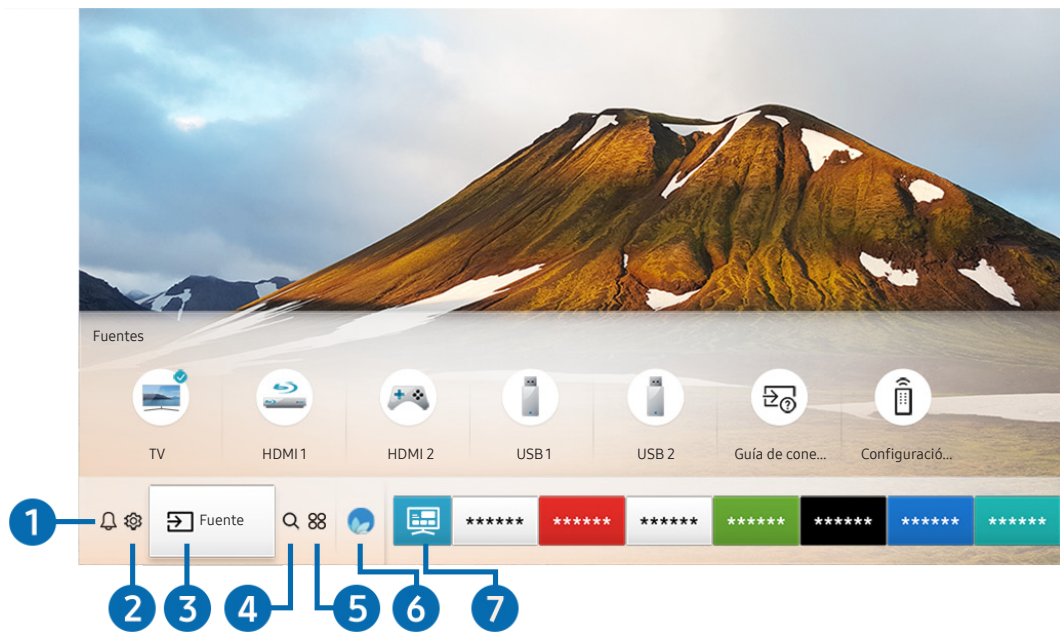 Fuentes
TV
HDMI 1
HDMI 2
USB 1
USB 2
Guía de cone...
Configuració...
1
Fuente
******
******
******
******
******
******
******
2
3
4
5
6
7